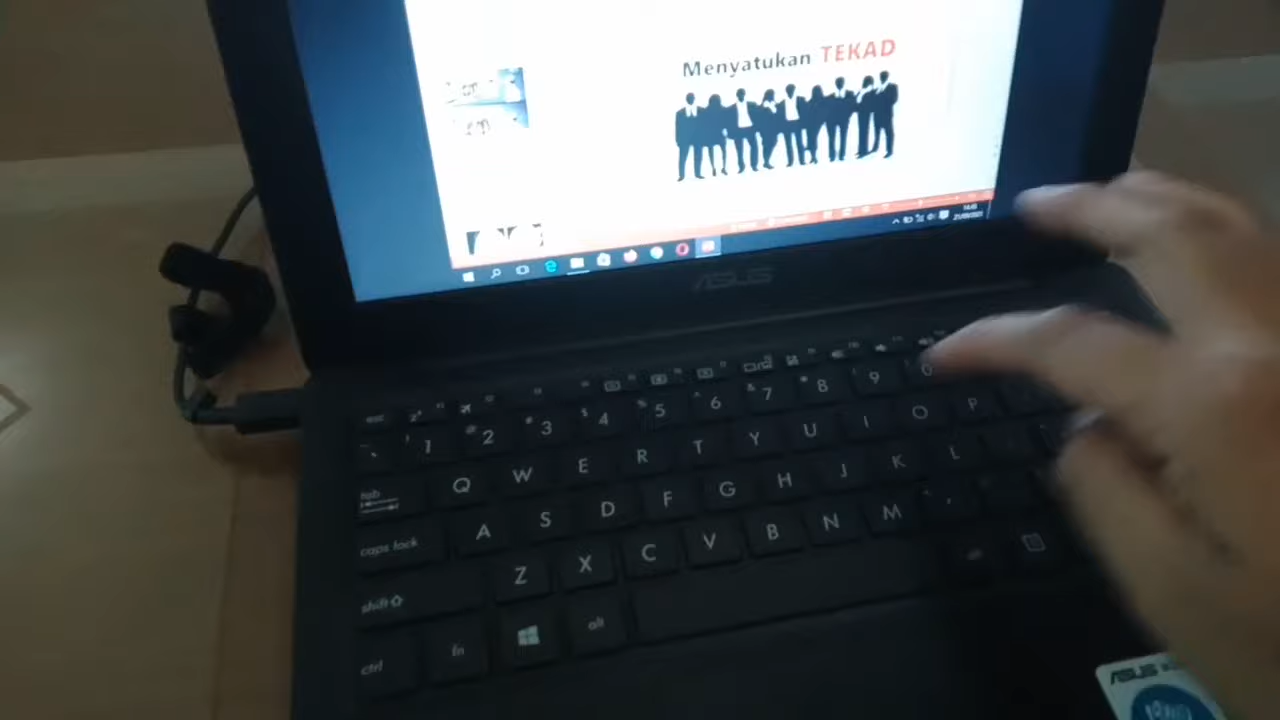 Menyatukan TEKAD
ASUS
esc
1 2 3 4 5 6 7 8 9 0
tab Q W E R T Y U I O P
caps lock A S D F G H J K L
shift Z X C V B N M ,
ctrl fn alt
ASUS